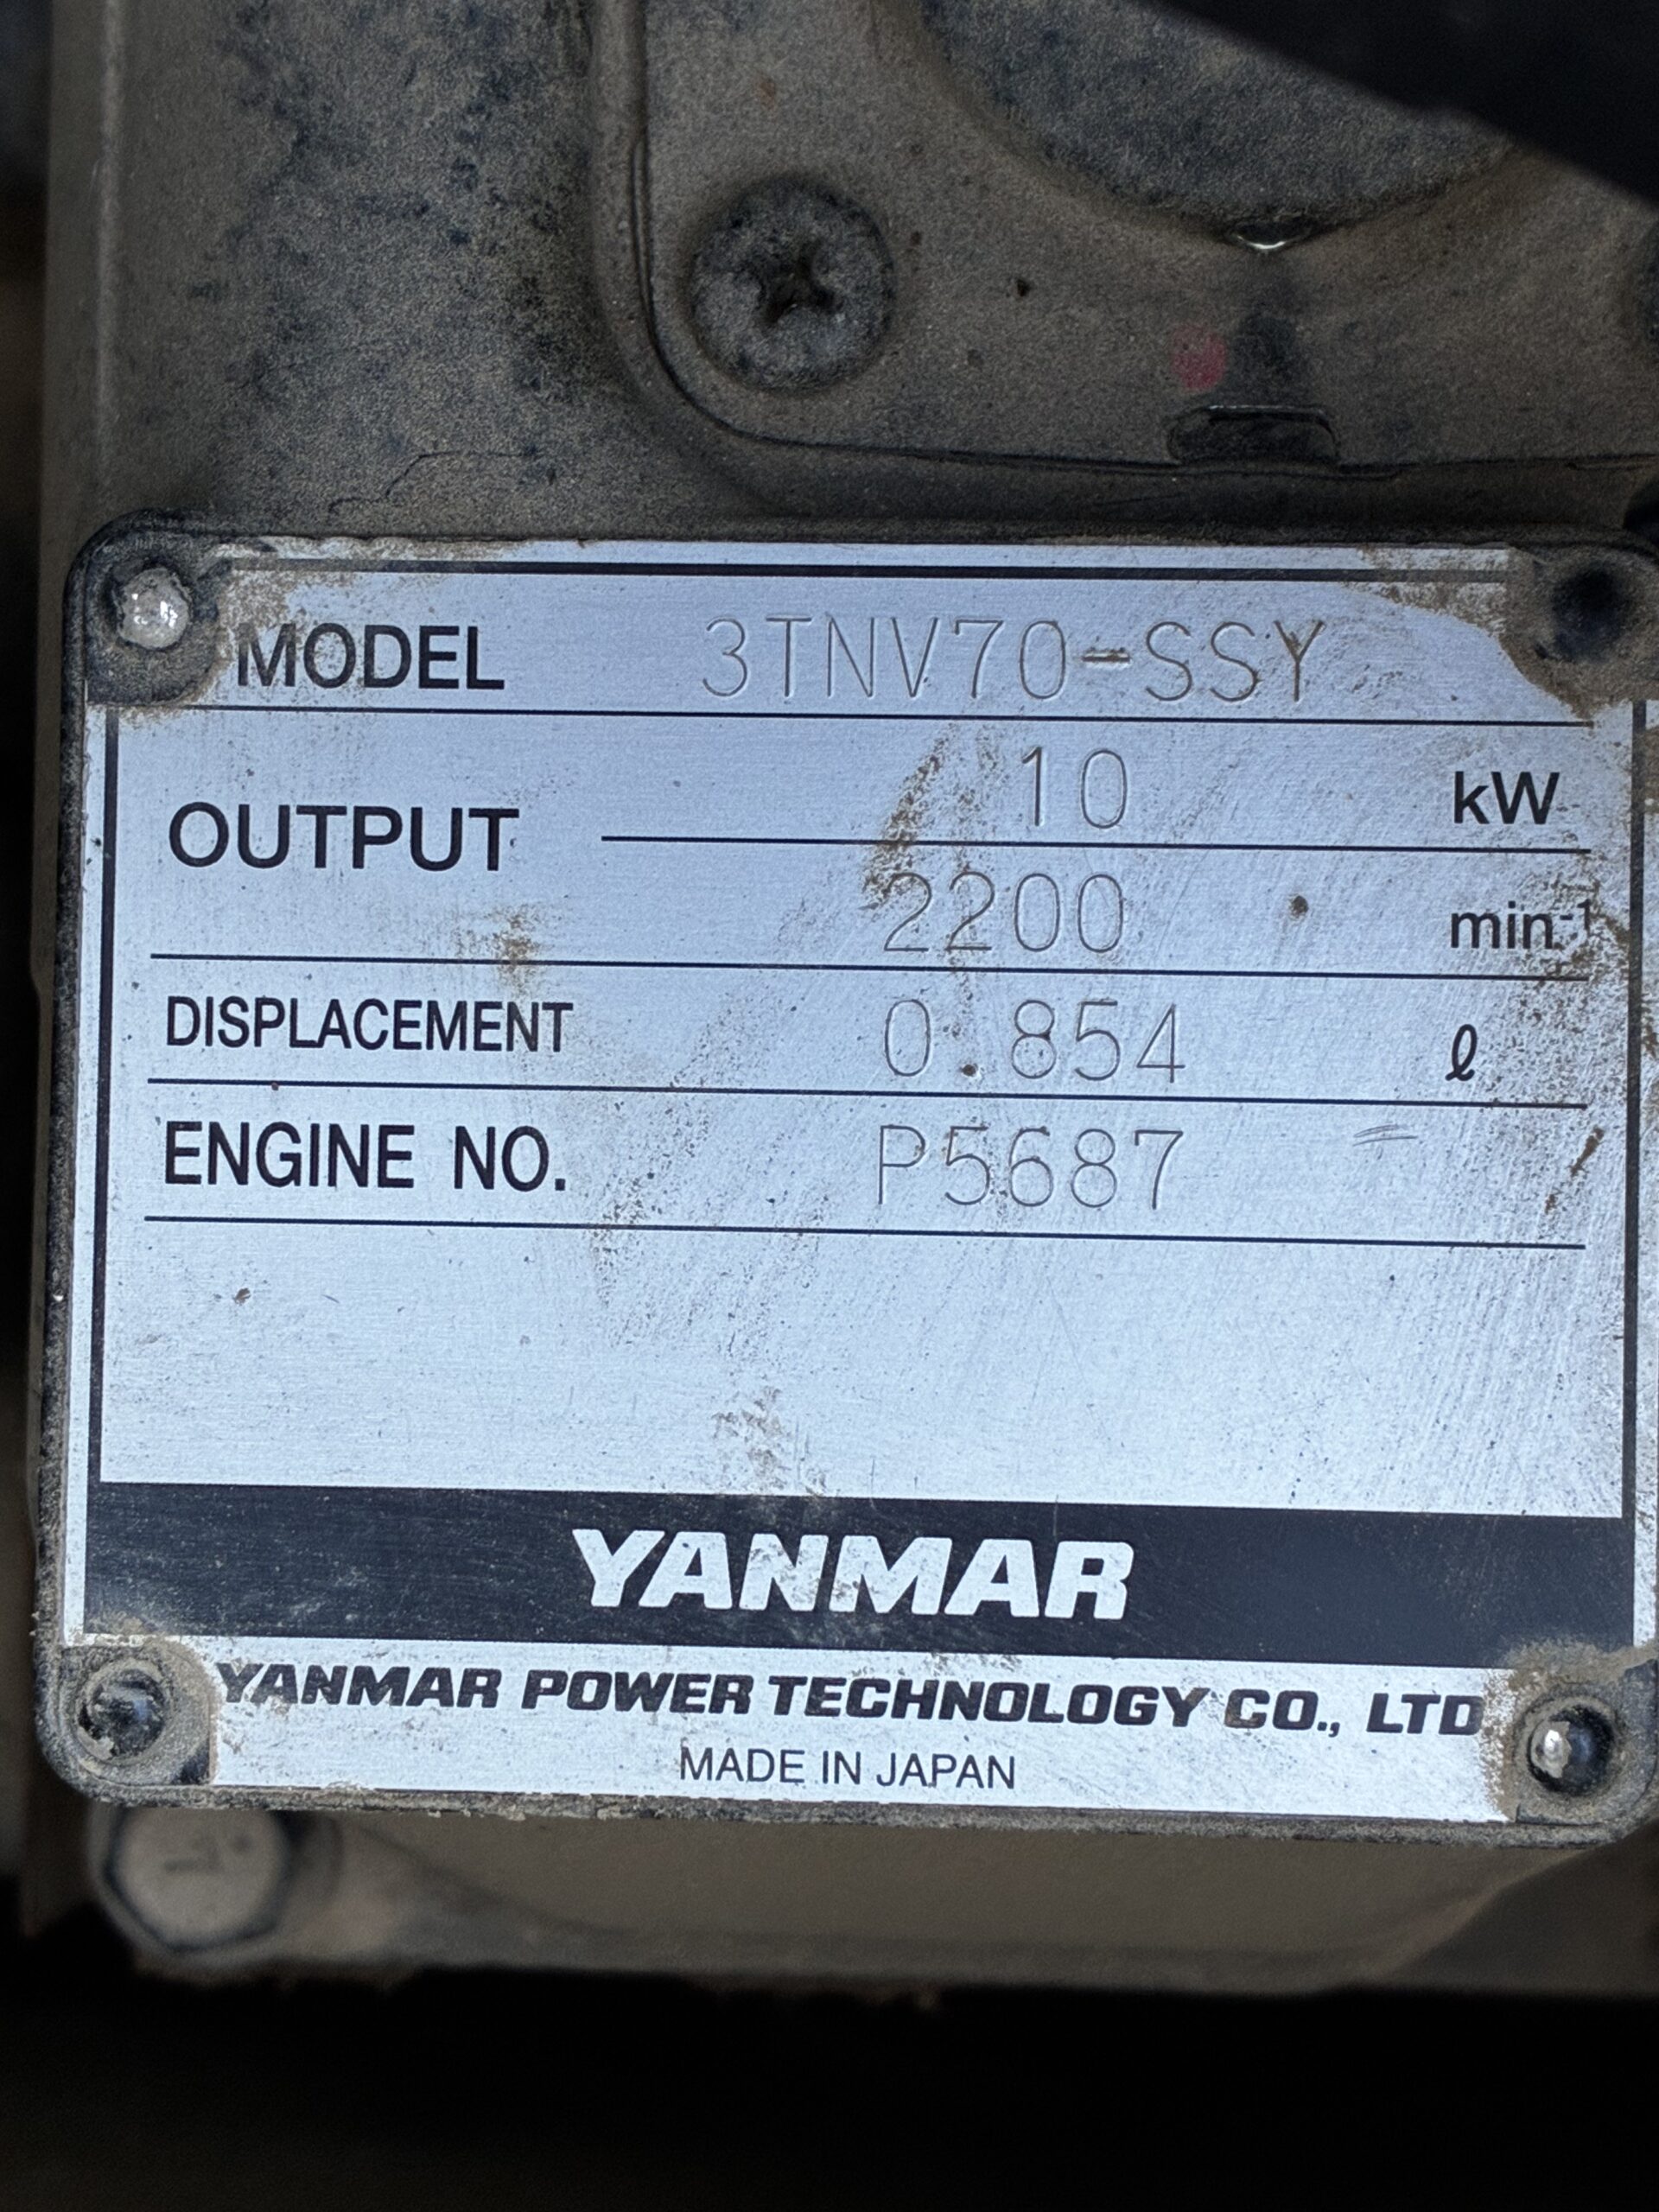 MODEL 3TNV70-SSY
OUTPUT 10 kW
2200 min⁻¹
DISPLACEMENT 0.854 ℓ
ENGINE NO. P5687
YANMAR
YANMAR POWER TECHNOLOGY CO., LTD
MADE IN JAPAN